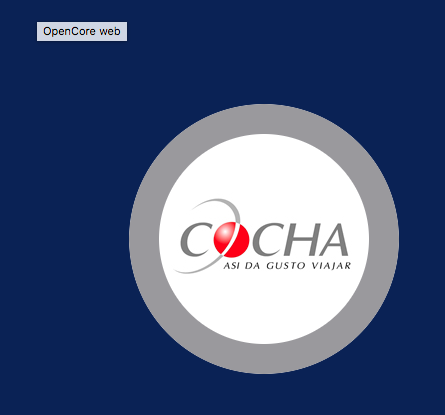 OpenCore web
COCHA
ASI DA GUSTO VIAJAR